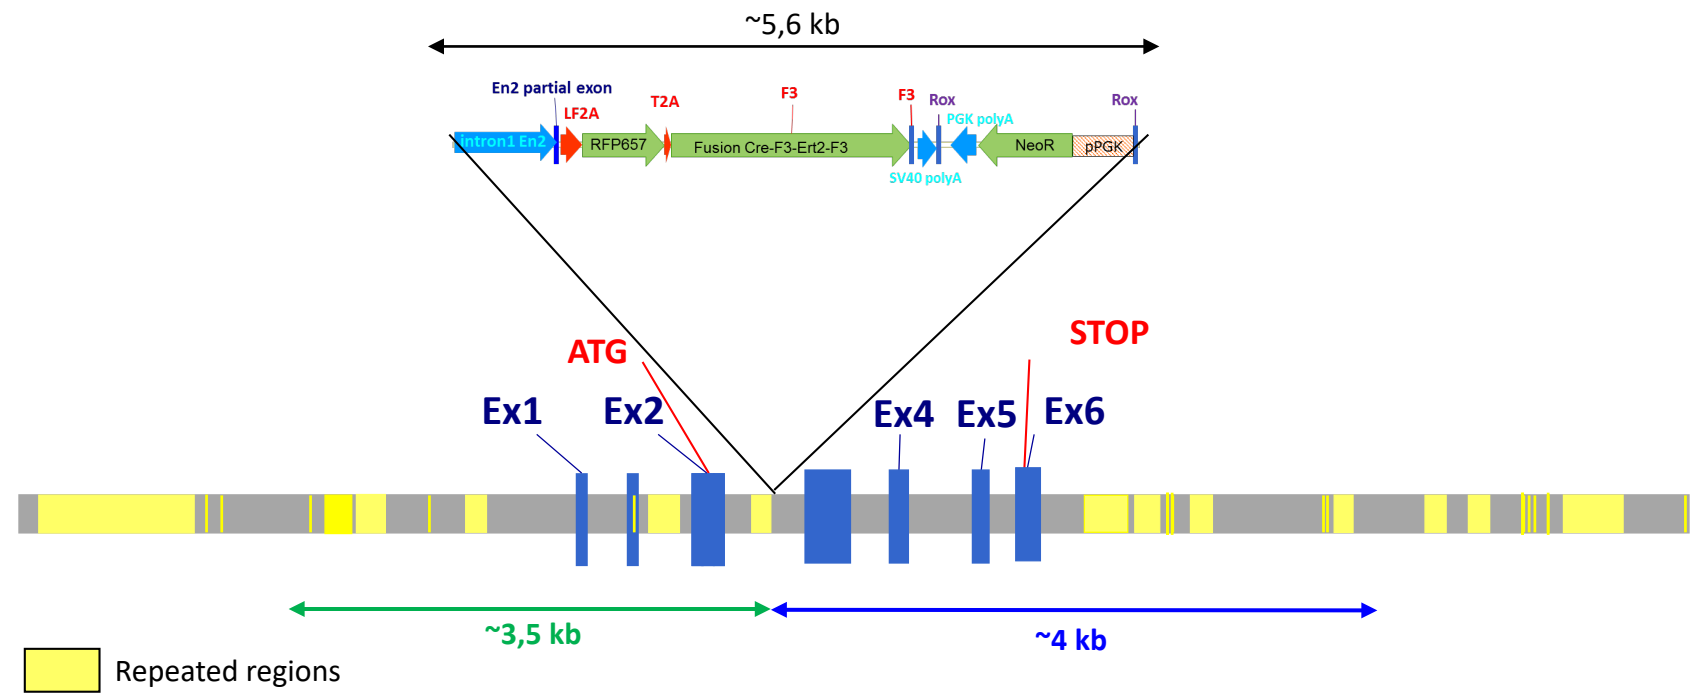 ~5,6 kb
En2 partial exon
LF2A
T2A
F3
F3
Rox
PGK polyA
Rox
intron1 En2
RFP657
Fusion Cre-F3-Ert2-F3
NeoR
pPGK
SV40 polyA
ATG
STOP
Ex1
Ex2
Ex4
Ex5
Ex6
~3,5 kb
~4 kb
Repeated regions